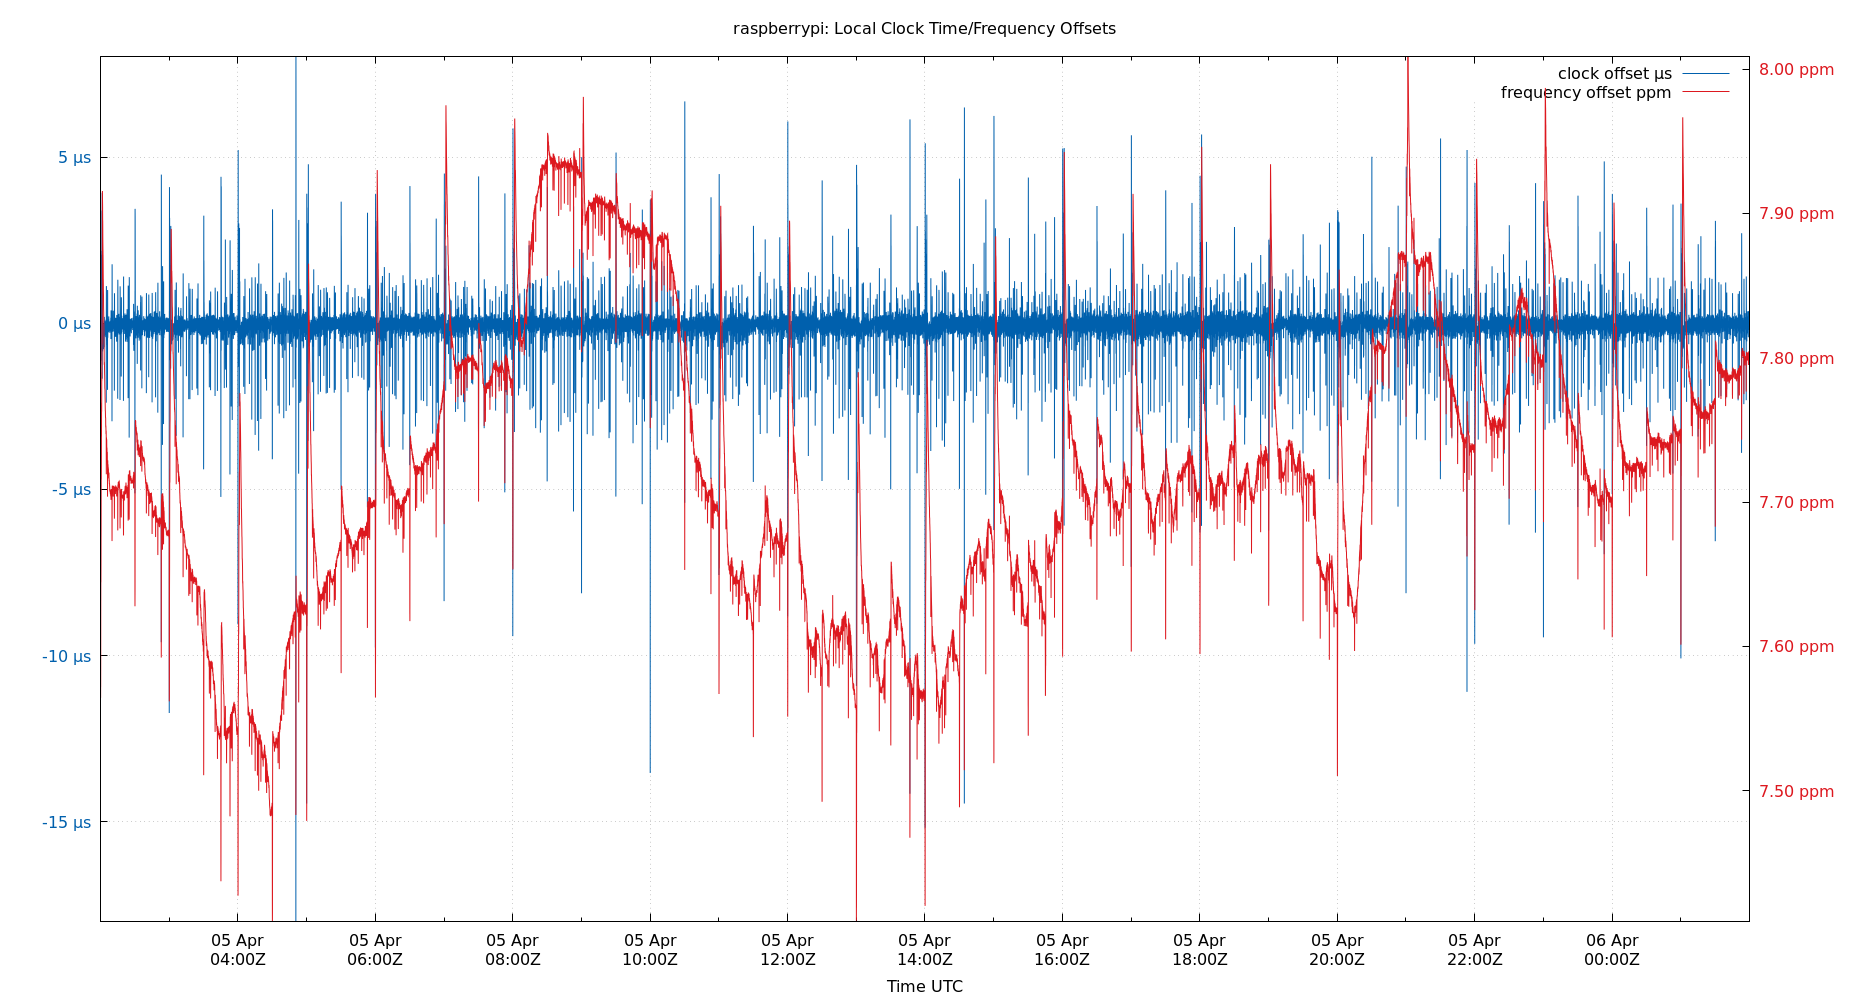 raspberrypi: Local Clock Time/Frequency Offsets
clock offset µs
frequency offset ppm
5 µs
0 µs
-5 µs
-10 µs
-15 µs
8.00 ppm
7.90 ppm
7.80 ppm
7.70 ppm
7.60 ppm
7.50 ppm
05 Apr
04:00Z
05 Apr
06:00Z
05 Apr
08:00Z
05 Apr
10:00Z
05 Apr
12:00Z
05 Apr
14:00Z
05 Apr
16:00Z
05 Apr
18:00Z
05 Apr
20:00Z
05 Apr
22:00Z
06 Apr
00:00Z
Time UTC